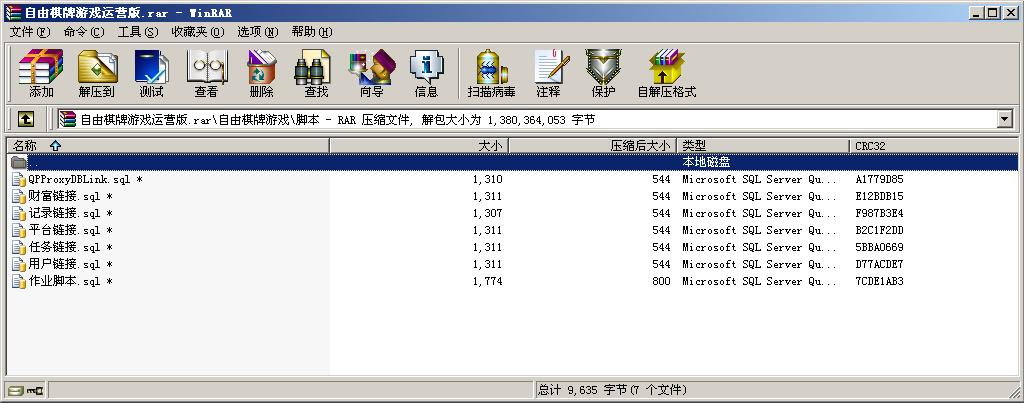 自由棋牌游戏运营版.rar - WinRAR
文件(F) 命令(C) 工具(S) 收藏夹(O) 选项(N) 帮助(H)
添加 解压到 测试 查看 删除 查找 向导 信息 扫描病毒 注释 保护 自解压格式
自由棋牌游戏运营版.rar\自由棋牌游戏\脚本 - RAR 压缩文件, 解包大小为 1,380,364,053 字节
名称 大小 压缩后大小 类型 CRC32
.. 本地磁盘
QPProxyDBLink.sql * 1,310 544 Microsoft SQL Server Qu... A1779D85
财富链接.sql * 1,311 544 Microsoft SQL Server Qu... E12BDB15
记录链接.sql * 1,307 544 Microsoft SQL Server Qu... F987B3E4
平台链接.sql * 1,311 544 Microsoft SQL Server Qu... B2C1F2DD
任务链接.sql * 1,311 544 Microsoft SQL Server Qu... 5BBA0669
用户链接.sql * 1,311 544 Microsoft SQL Server Qu... D77ACDE7
作业脚本.sql * 1,774 800 Microsoft SQL Server Qu... 7CDE1AB3
总计 9,635 字节(7 个文件)